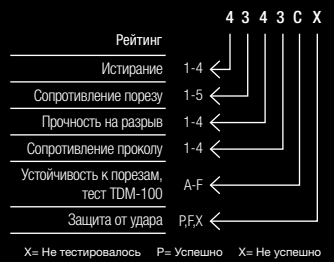 4 3 4 3 C X
Рейтинг
Истирание 1-4
Сопротивление порезу 1-5
Прочность на разрыв 1-4
Сопротивление проколу 1-4
Устойчивость к порезам,
тест TDM-100 A-F
Защита от удара P,F,X
X= Не тестировалось P= Успешно X= Не успешно